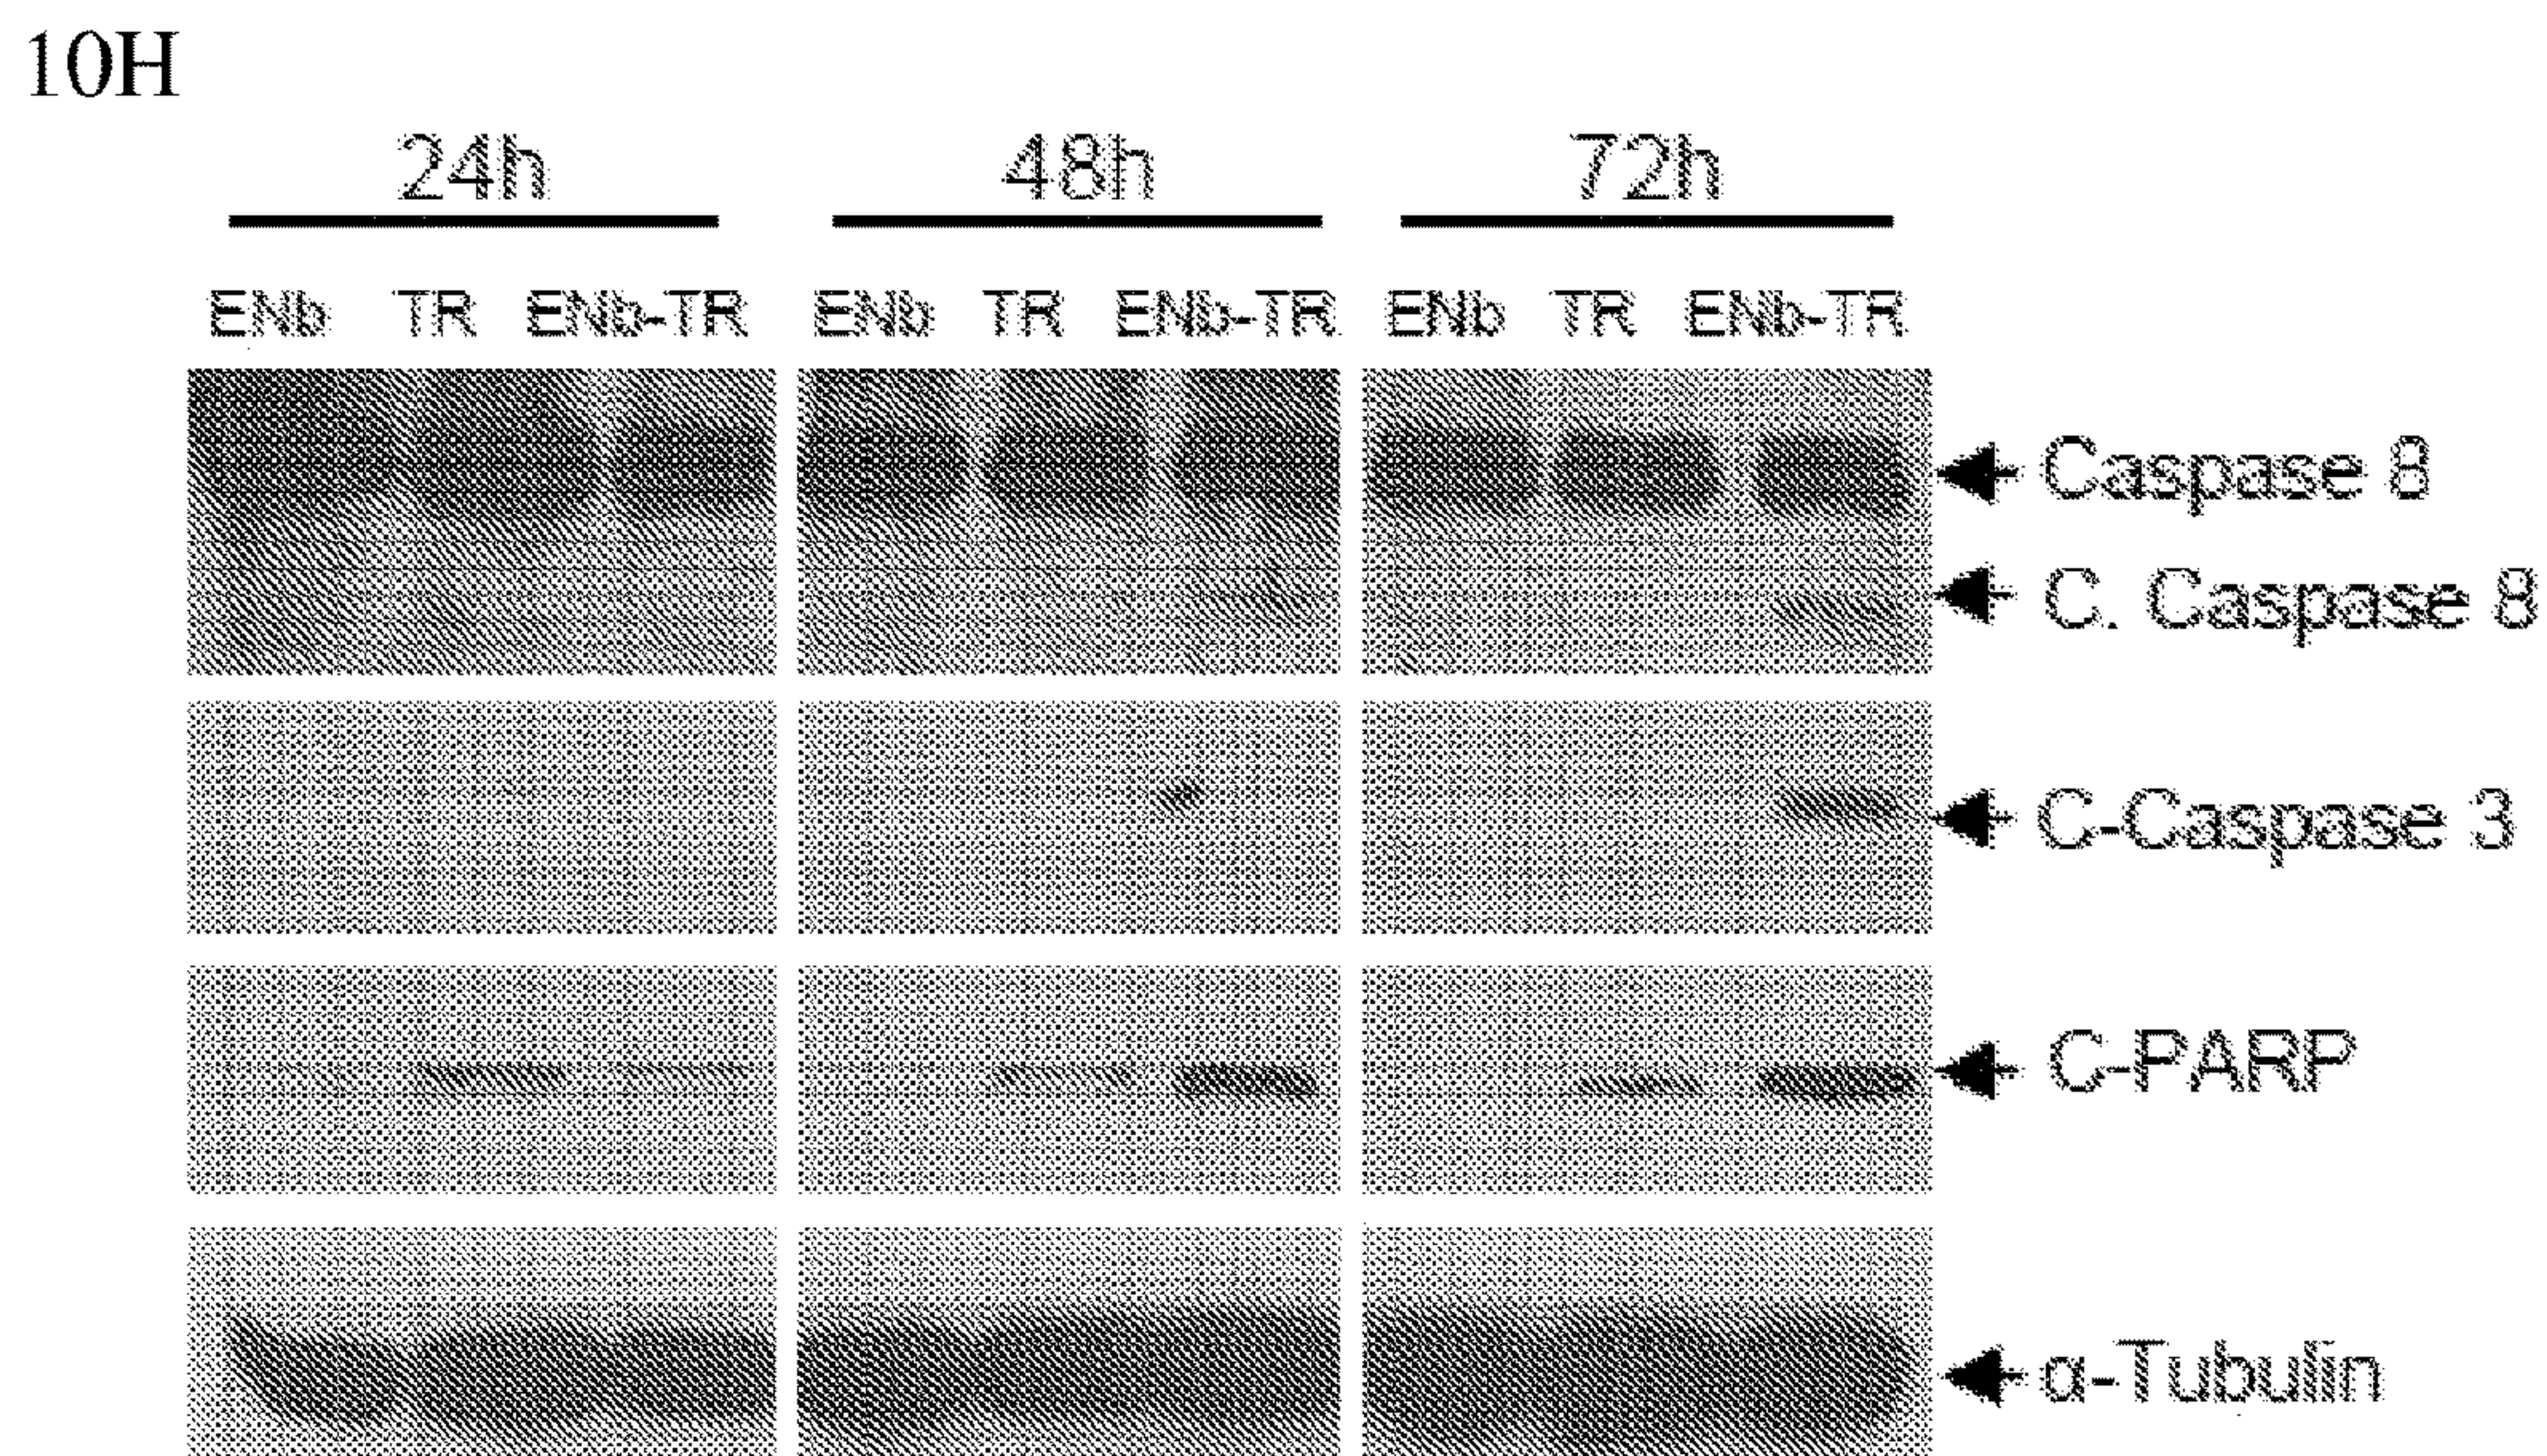 10H
24h 48h 72h
ENb TR ENb-TR ENb TR ENb-TR ENb TR ENb-TR
Caspase 8
C. Caspase 8
C-Caspase 3
C-PARP
α-Tubulin